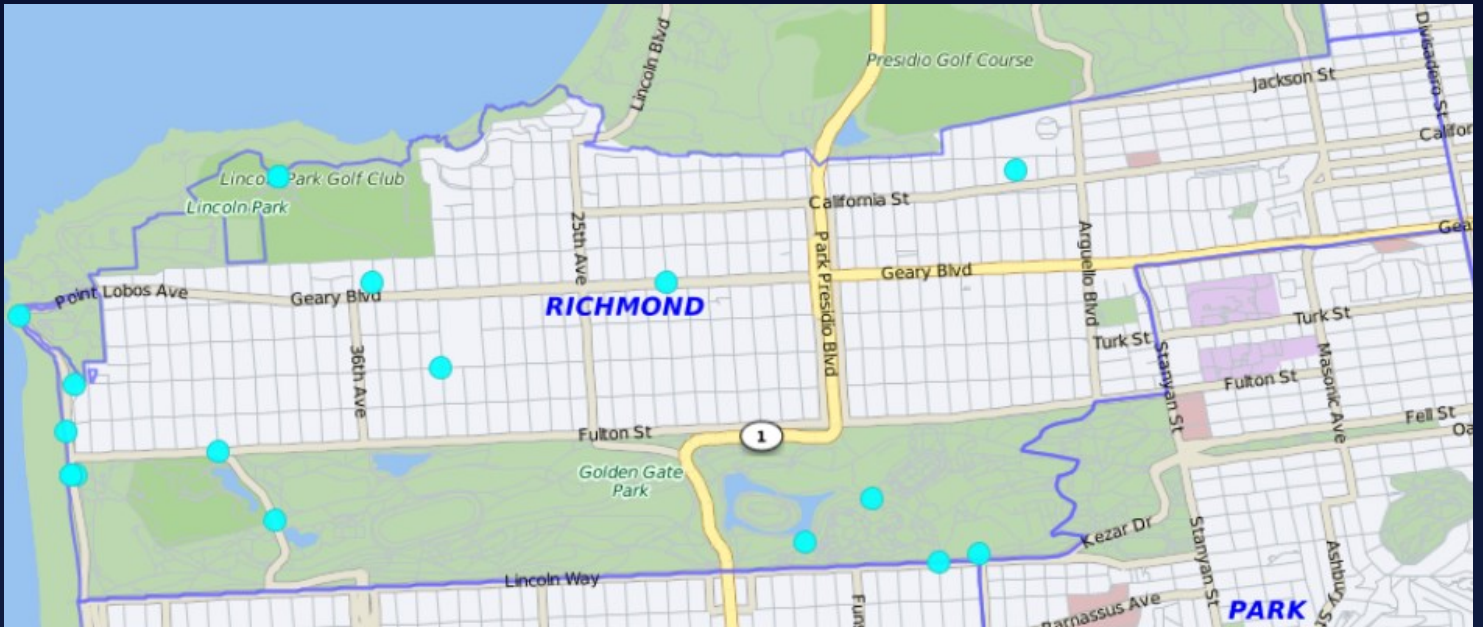 Lincoln Blvd
Presidio Golf Course
Divisadero St
Jackson St
Califor
Lincoln Park Golf Club
Lincoln Park
California St
25th Ave
Park Presidio Blvd
Arguello Blvd
Gea
Geary Blvd
Point Lobos Ave
Geary Blvd
RICHMOND
Turk St
Turk St
36th Ave
Stanyan St
Masonic Ave
Fulton St
Fell St
Oa
Fulton St
1
Golden Gate
Park
Kezar Dr
Stanyan St
Ashbury St
Lincoln Way
Fun
Parnassus Ave
PARK